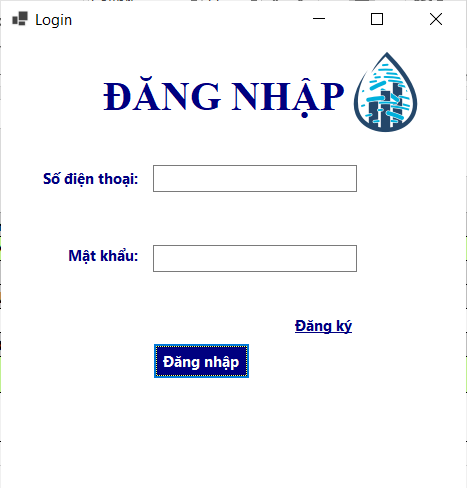 Login
ĐĂNG NHẬP
Số điện thoại:
Mật khẩu:
Đăng ký
Đăng nhập